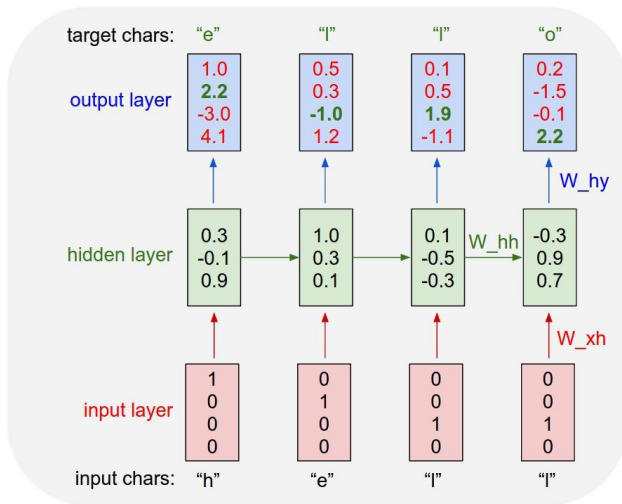 target chars: “e” “l” “l” “o”
output layer
1.0 0.5 0.1 0.2
2.2 0.3 0.5 -1.5
-3.0 -1.0 1.9 -0.1
4.1 1.2 -1.1 2.2
W_hy
hidden layer
0.3 1.0 0.1 -0.3
-0.1 0.3 -0.5 0.9
0.9 0.1 -0.3 0.7
W_hh
W_xh
input layer
1 0 0 0
0 1 0 0
0 0 1 1
0 0 0 0
input chars: “h” “e” “l” “l”